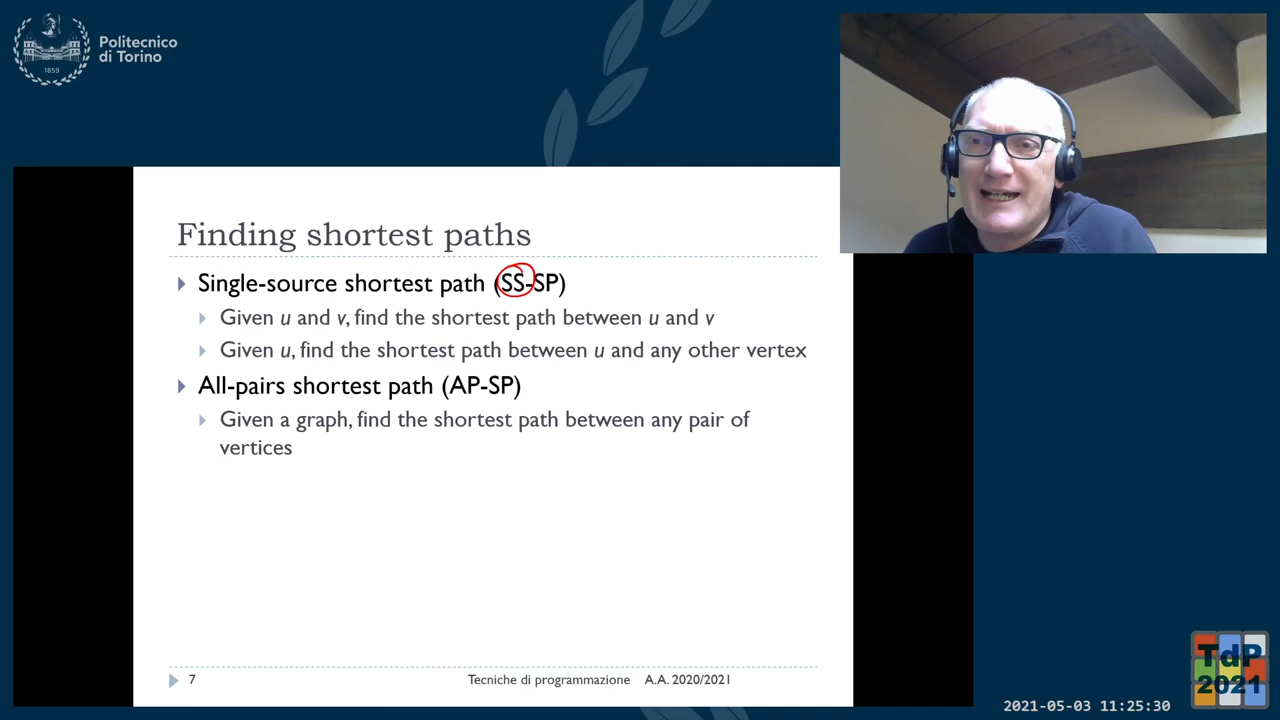 Politecnico
di Torino
1859
Finding shortest paths
Single-source shortest path (SS-SP)
Given u and v, find the shortest path between u and v
Given u, find the shortest path between u and any other vertex
All-pairs shortest path (AP-SP)
Given a graph, find the shortest path between any pair of
vertices
7 Tecniche di programmazione A.A. 2020/2021
TdP
2021
2021-05-03 11:25:30